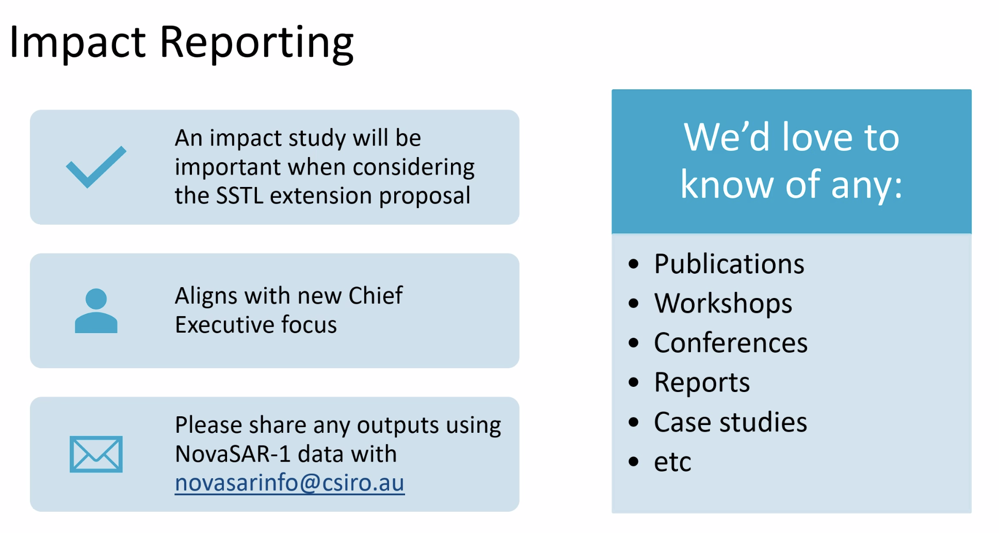 Impact Reporting
An impact study will be
important when considering
the SSTL extension proposal
Aligns with new Chief
Executive focus
Please share any outputs using
NovaSAR-1 data with
novasarinfo@csiro.au
We’d love to
know of any:
• Publications
• Workshops
• Conferences
• Reports
• Case studies
• etc